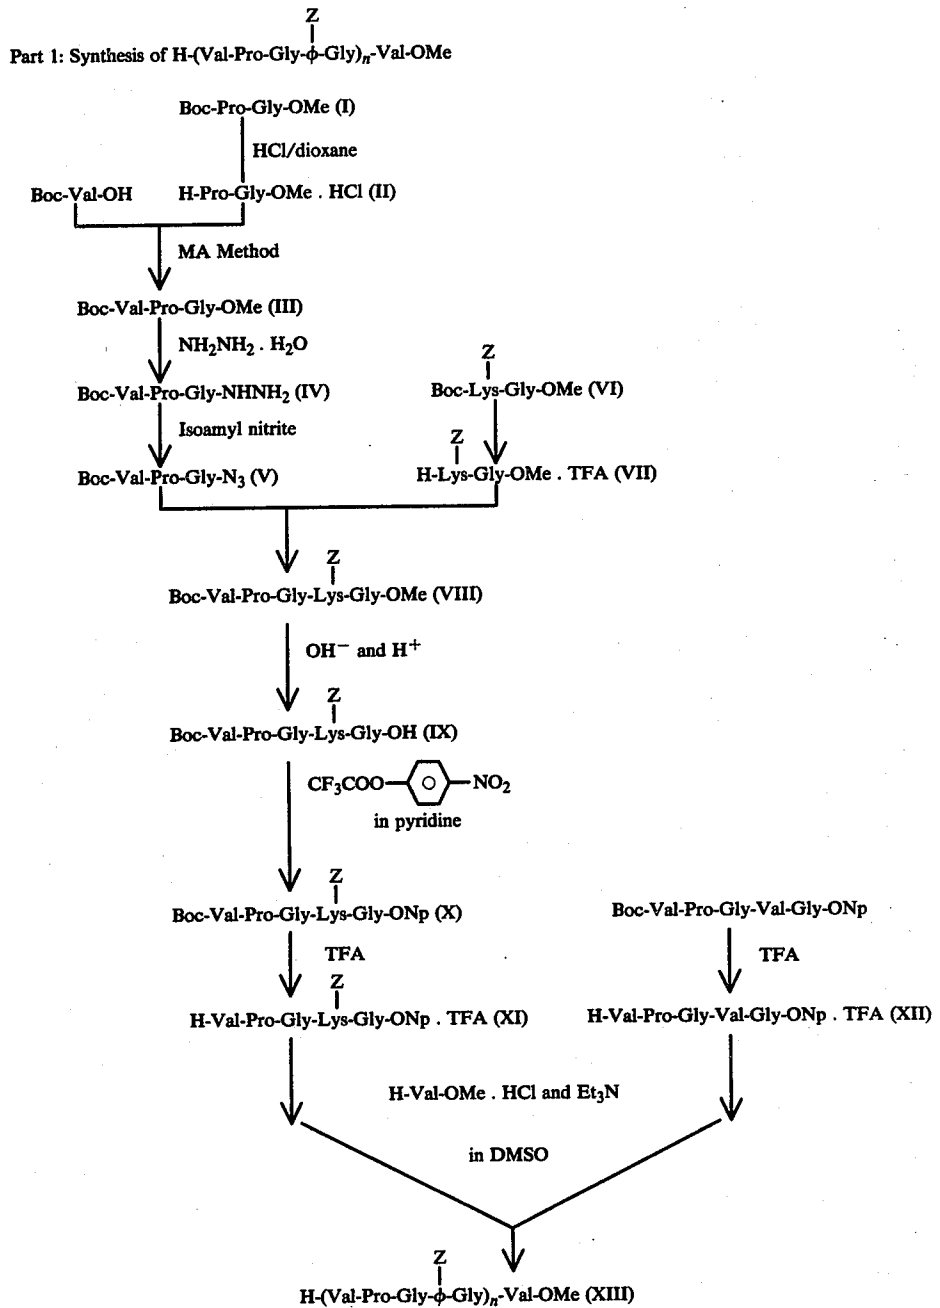 Z
Part 1: Synthesis of H-(Val-Pro-Gly-ϕ-Gly)n-Val-OMe
Boc-Pro-Gly-OMe (I)
HCl/dioxane
Boc-Val-OH H-Pro-Gly-OMe . HCl (II)
MA Method
Boc-Val-Pro-Gly-OMe (III)
NH2NH2 . H2O
Z
Boc-Val-Pro-Gly-NHNH2 (IV) Boc-Lys-Gly-OMe (VI)
Isoamyl nitrite
Z
Boc-Val-Pro-Gly-N3 (V) H-Lys-Gly-OMe . TFA (VII)
Z
Boc-Val-Pro-Gly-Lys-Gly-OMe (VIII)
OH− and H+
Z
Boc-Val-Pro-Gly-Lys-Gly-OH (IX)
CF3COO NO2
in pyridine
Z
Boc-Val-Pro-Gly-Lys-Gly-ONp (X) Boc-Val-Pro-Gly-Val-Gly-ONp
TFA TFA
Z
H-Val-Pro-Gly-Lys-Gly-ONp . TFA (XI) H-Val-Pro-Gly-Val-Gly-ONp . TFA (XII)
H-Val-OMe . HCl and Et3N
in DMSO
Z
H-(Val-Pro-Gly-ϕ-Gly)n-Val-OMe (XIII)